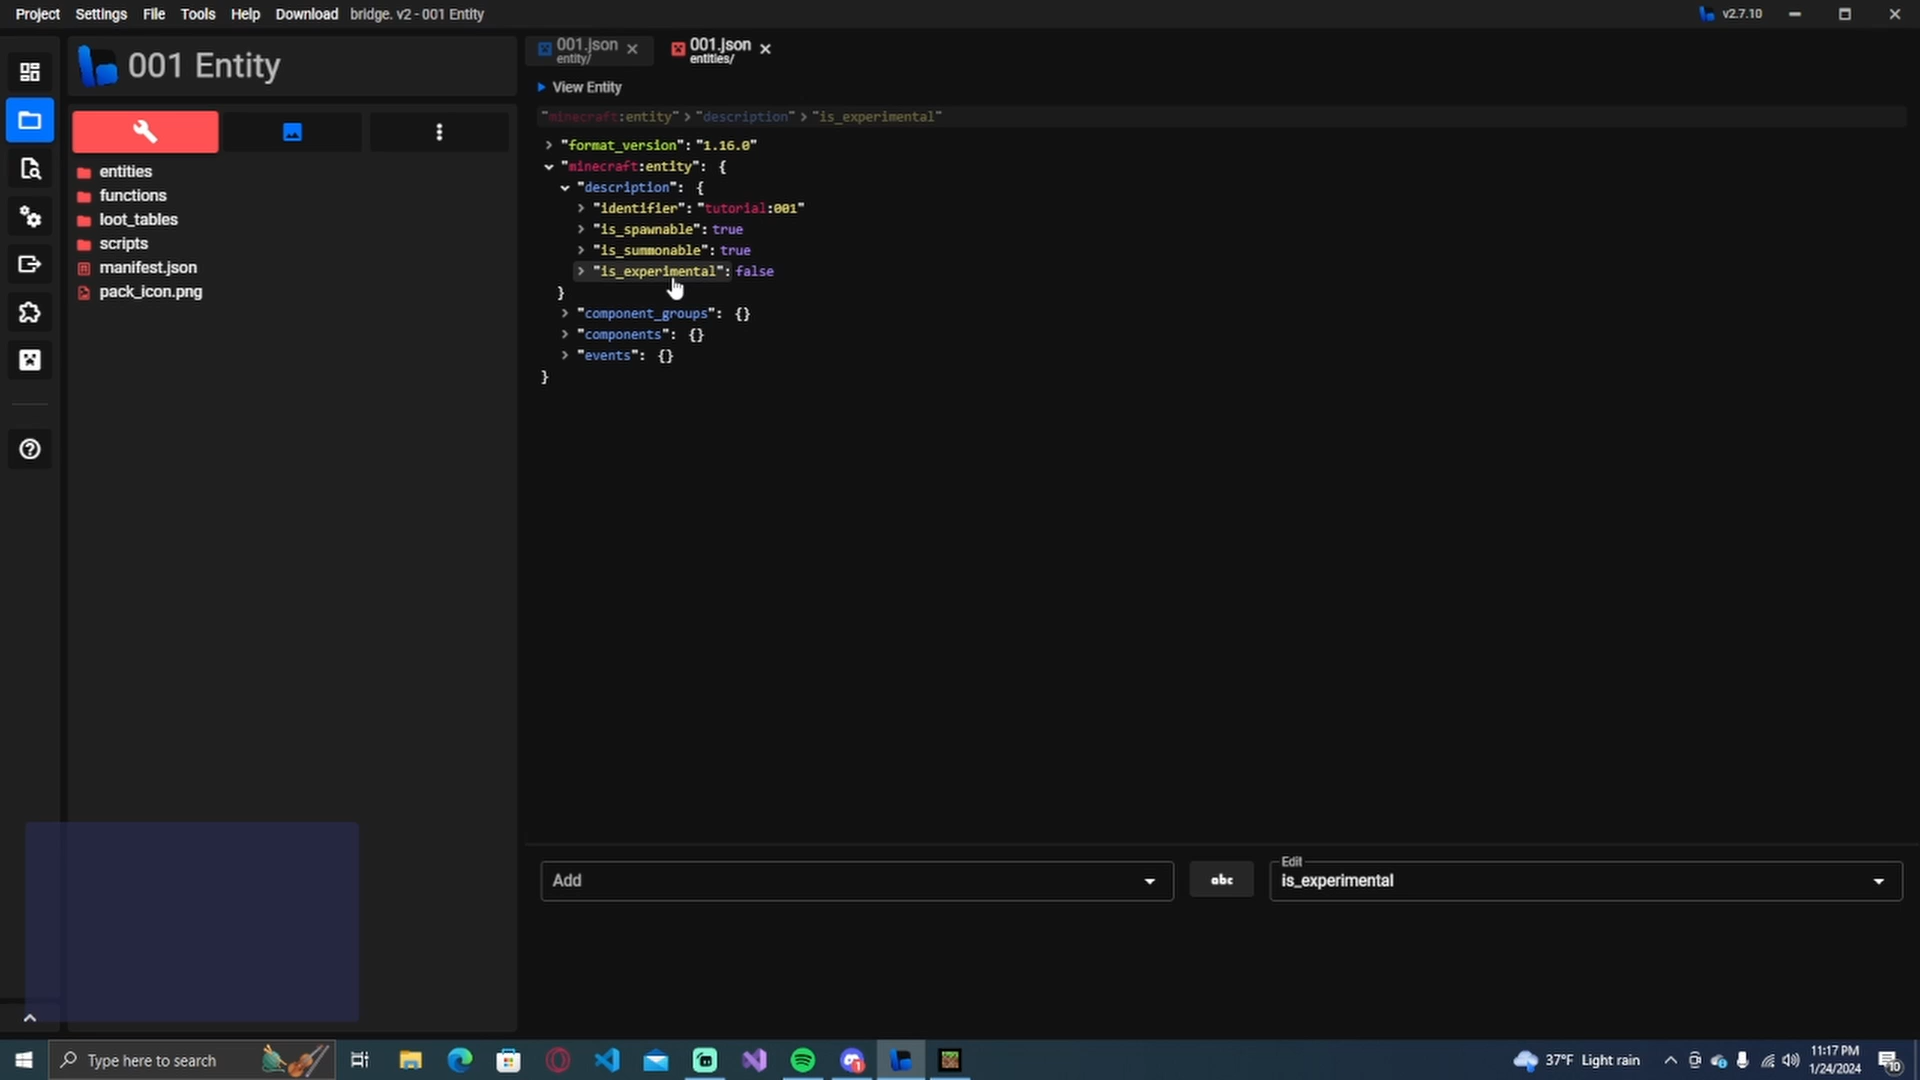 Project Settings File Tools Help Download bridge. v2 - 001 Entity v2.7.10
001 Entity
entities
functions
loot_tables
scripts
manifest.json
pack_icon.png
001.json
entity/
001.json
entities/
View Entity
"minecraft:entity" > "description" > "is_experimental"
"format_version": "1.16.0"
"minecraft:entity": {
"description": {
"identifier": "tutorial:001"
"is_spawnable": true
"is_summonable": true
"is_experimental": false
}
"component_groups": {}
"components": {}
"events": {}
}
Add
abc
Edit
is_experimental
Type here to search
1
37°F Light rain
11:17 PM
1/24/2024
10